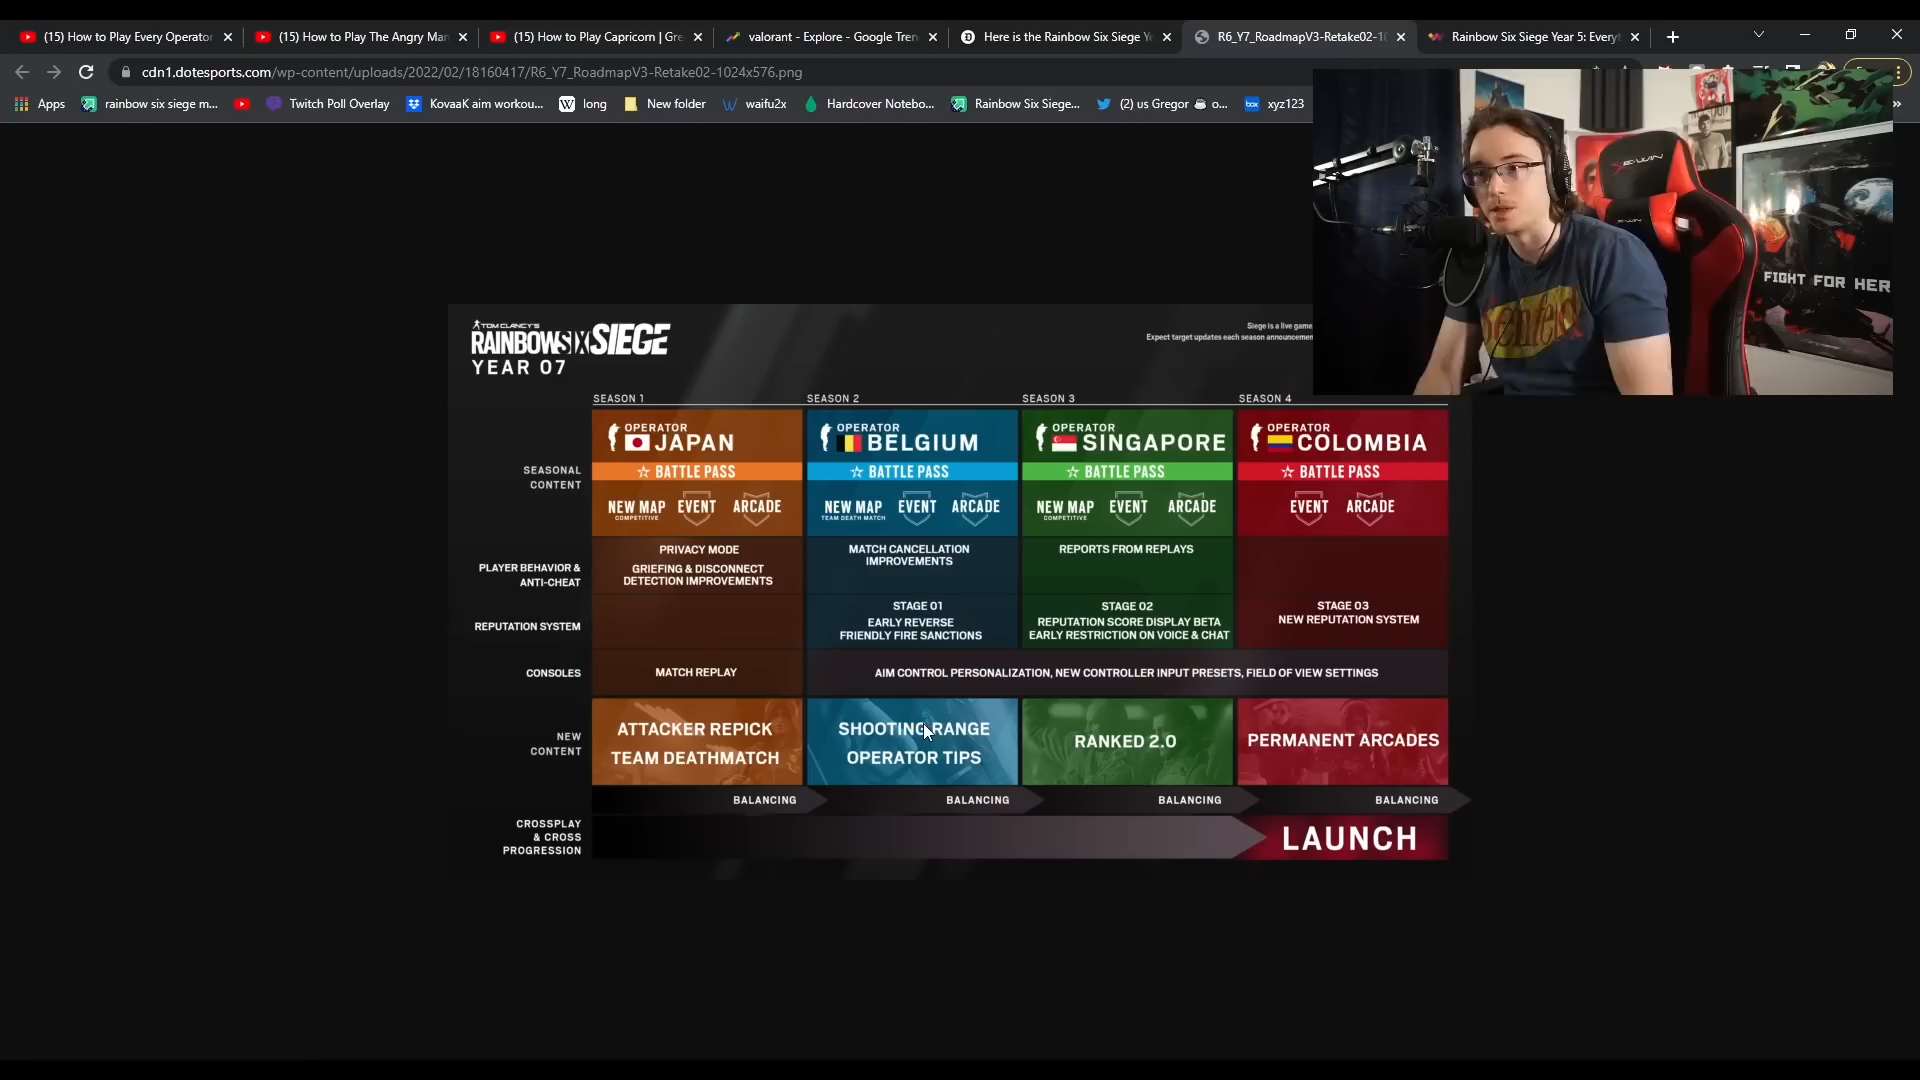 (15) How to Play Every Operator
(15) How to Play The Angry Mar
(15) How to Play Capricorn | Gre
valorant - Explore - Google Tren
Here is the Rainbow Six Siege Y
R6_Y7_RoadmapV3-Retake02-10
Rainbow Six Siege Year 5: Everyt
cdn1.dotesports.com/wp-content/uploads/2022/02/18160417/R6_Y7_RoadmapV3-Retake02-1024x576.png
Apps
rainbow six siege m...
Twitch Poll Overlay
KovaaK aim workou...
W long
New folder
waifu2x
Hardcover Notebo...
Rainbow Six Siege...
(2) us Gregor ☕ o...
box xyz123
E-WIN
E-WIN
FIGHT FOR HER
TOM CLANCY'S
RAINBOWSIX SIEGE
YEAR 07
Siege is a live game
Expect target updates each season announcemen
SEASON 1
SEASON 2
SEASON 3
SEASON 4
SEASONAL
CONTENT
OPERATOR
JAPAN
☆ BATTLE PASS
NEW MAP
COMPETITIVE
EVENT
ARCADE
OPERATOR
BELGIUM
☆ BATTLE PASS
NEW MAP
TEAM DEATH MATCH
EVENT
ARCADE
OPERATOR
SINGAPORE
☆ BATTLE PASS
NEW MAP
COMPETITIVE
EVENT
ARCADE
OPERATOR
COLOMBIA
☆ BATTLE PASS
EVENT
ARCADE
PLAYER BEHAVIOR &
ANTI-CHEAT
PRIVACY MODE
GRIEFING & DISCONNECT
DETECTION IMPROVEMENTS
MATCH CANCELLATION
IMPROVEMENTS
REPORTS FROM REPLAYS
REPUTATION SYSTEM
STAGE 01
EARLY REVERSE
FRIENDLY FIRE SANCTIONS
STAGE 02
REPUTATION SCORE DISPLAY BETA
EARLY RESTRICTION ON VOICE & CHAT
STAGE 03
NEW REPUTATION SYSTEM
CONSOLES
MATCH REPLAY
AIM CONTROL PERSONALIZATION, NEW CONTROLLER INPUT PRESETS, FIELD OF VIEW SETTINGS
NEW
CONTENT
ATTACKER REPICK
TEAM DEATHMATCH
SHOOTING RANGE
OPERATOR TIPS
RANKED 2.0
PERMANENT ARCADES
BALANCING
BALANCING
BALANCING
BALANCING
CROSSPLAY
& CROSS
PROGRESSION
LAUNCH